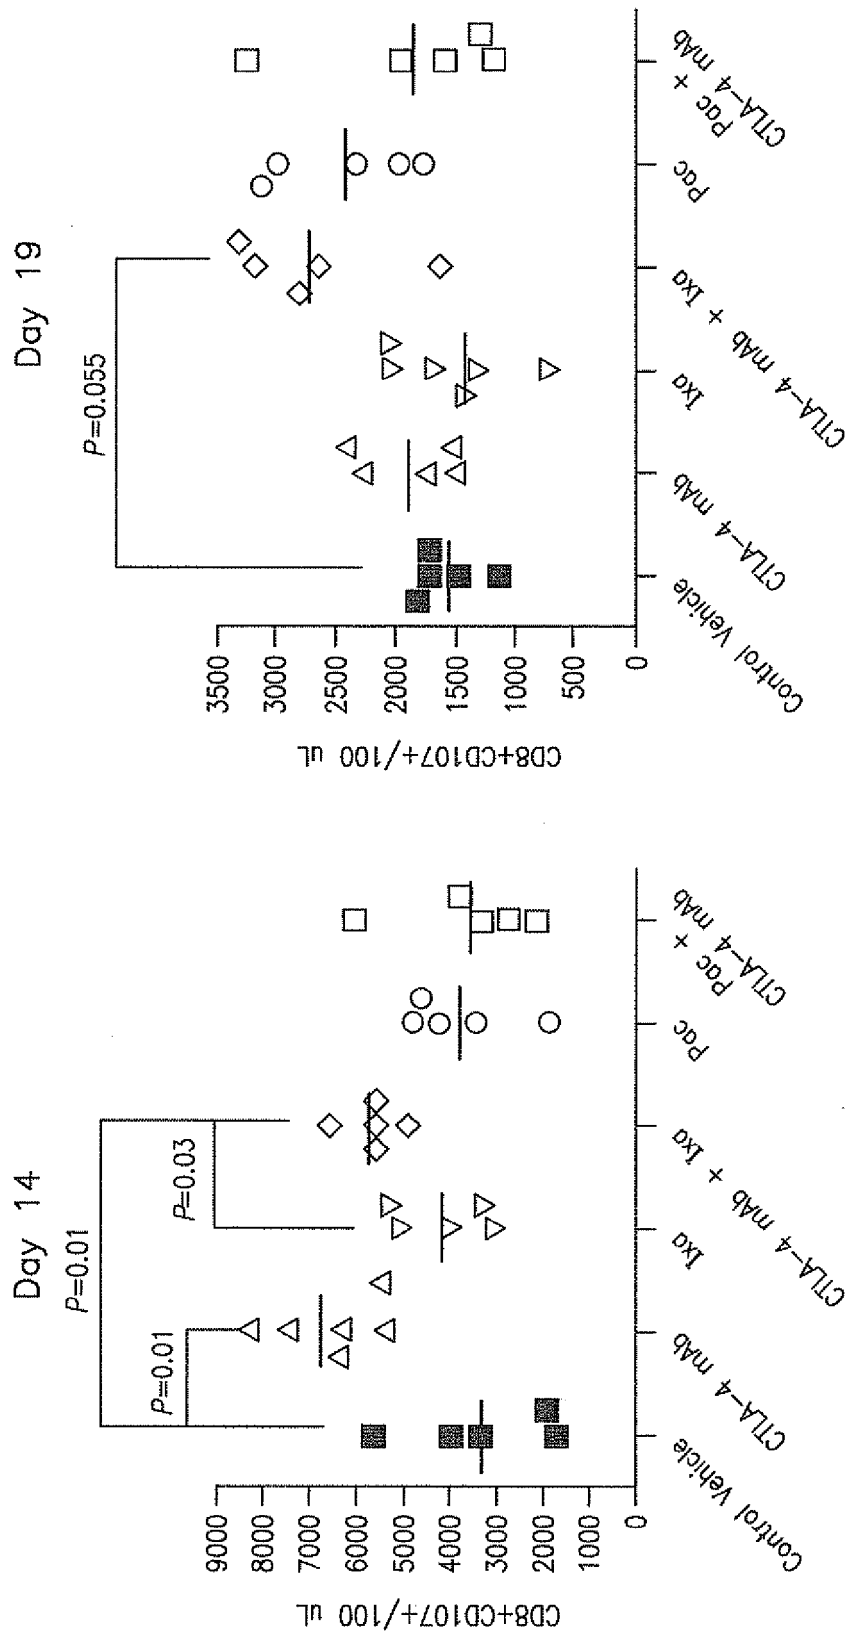 Day 14
P=0.01
P=0.01
P=0.03
CD8+CD107+/100 uL
9000
8000
7000
6000
5000
4000
3000
2000
1000
0
Control Vehicle
CTLA-4 mAb
Ixa
CTLA-4 mAb + Ixa
Pac
Pac +
CTLA-4 mAb
Day 19
P=0.055
CD8+CD107+/100 uL
3500
3000
2500
2000
1500
1000
500
0
Control Vehicle
CTLA-4 mAb
Ixa
CTLA-4 mAb + Ixa
Pac
Pac +
CTLA-4 mAb